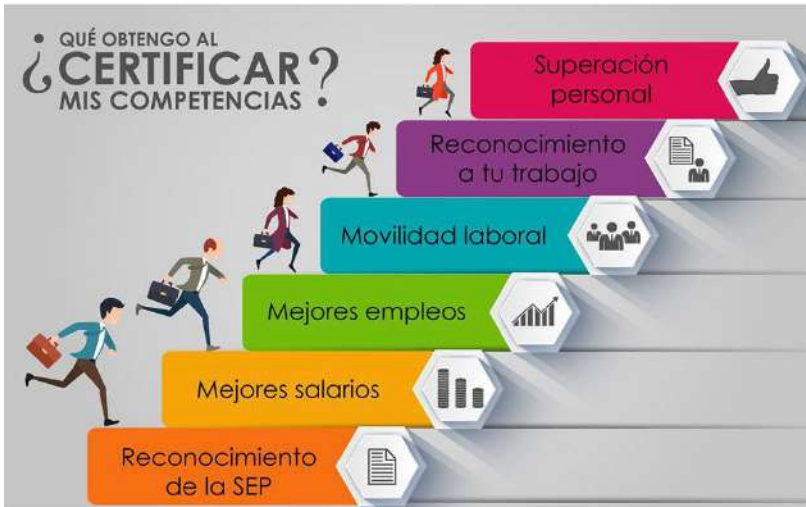 ¿QUÉ OBTENGO AL
CERTIFICAR?
MIS COMPETENCIAS
Superación
personal
Reconocimiento
a tu trabajo
Movilidad laboral
Mejores empleos
Mejores salarios
Reconocimiento
de la SEP